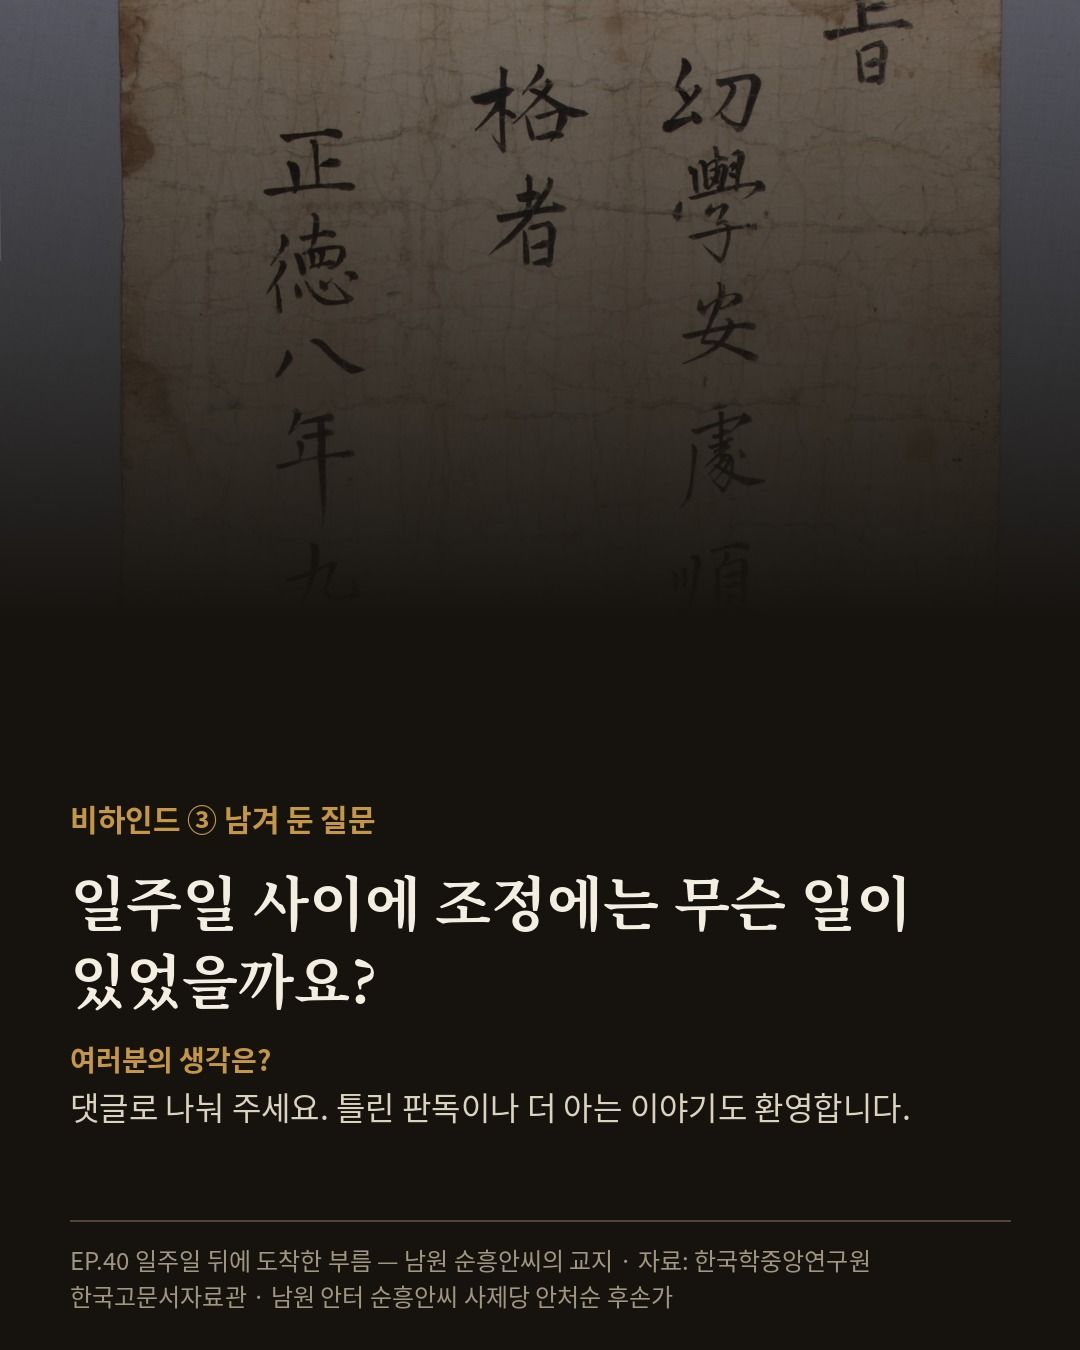 旨
幼學安處順
格者
正德八年九
비하인드 ③ 남겨 둔 질문
일주일 사이에 조정에는 무슨 일이
있었을까요?
여러분의 생각은?
댓글로 나눠 주세요. 틀린 판독이나 더 아는 이야기도 환영합니다.
EP.40 일주일 뒤에 도착한 부름 — 남원 순흥안씨의 교지 · 자료: 한국학중앙연구원
한국고문서자료관 · 남원 안터 순흥안씨 사제당 안처순 후손가